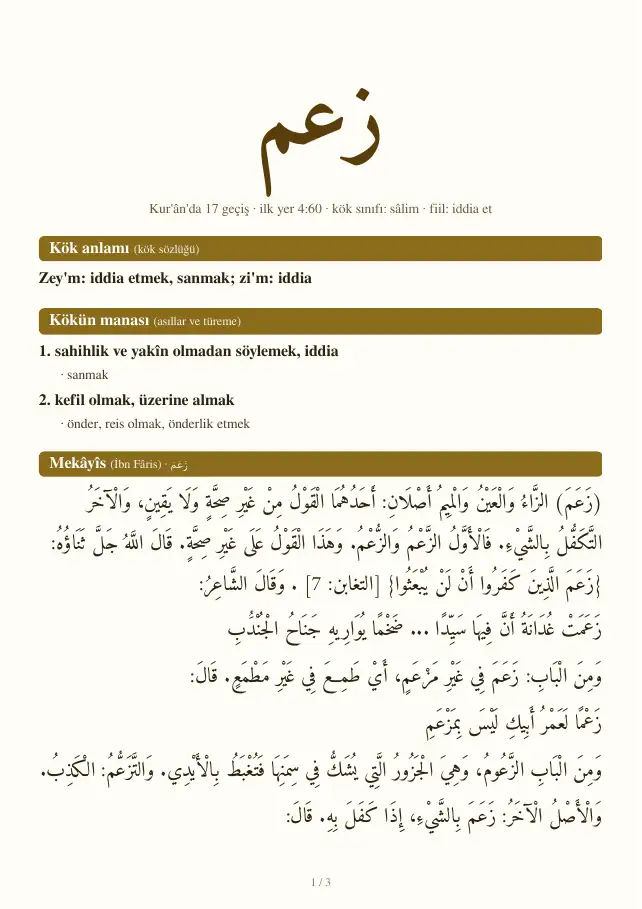 زعم
Kur'ân'da 17 geçiş · ilk yer 4:60 · kök sınıfı: sâlim · fiil: iddia et
Kök anlamı (kök sözlüğü)
Zey'm: iddia etmek, sanmak; zi'm: iddia
Kökün manası (asıllar ve türeme)
1. sahihlik ve yakîn olmadan söylemek, iddia
· sanmak
2. kefil olmak, üzerine almak
· önder, reis olmak, önderlik etmek
Mekâyîs (İbn Fâris) · زَعَمَ
(زَعَمَ) الزَّاءُ وَالْعَيْنُ وَالْمِيمُ أَصْلَانِ: أَحَدُهُمَا الْقَوْلُ مِنْ غَيْرِ صِحَّةٍ وَلَا يَقِينٍ، وَالْآخَرُ
التَّكَفُّلُ بِالشَّيْءِ. فَالْأَوَّلُ الزَّعْمُ وَالزُّعْمُ. وَهَذَا الْقَوْلُ عَلَى غَيْرِ صِحَّةٍ. قَالَ اللَّهُ جَلَّ ثَنَاؤُهُ:
{زَعَمَ الَّذِينَ كَفَرُوا أَنْ لَنْ يُبْعَثُوا} [التغابن: 7] . وَقَالَ الشَّاعِرُ:
زَعَمَتْ غُدَانَةُ أَنَّ فِيهَا سَيِّدًا ... ضَخْمًا يُوَارِيهِ جَنَاحُ الْجُنْدُبِ
وَمِنَ الْبَابِ: زَعَمَ فِي غَيْرِ مَزْعَمٍ، أَيْ طَمِعَ فِي غَيْرِ مَطْمَعٍ. قَالَ:
زَعْمًا لَعَمْرُ أَبِيكِ لَيْسَ بِمَزْعَمِ
وَمِنَ الْبَابِ الزَّعُومُ، وَهِيَ الْجَزُورُ الَّتِي يُشَكُّ فِي سِمَنِهَا فَتُغْبَطُ بِالْأَيْدِي. وَالتَّزَعُّمُ: الْكَذِبُ.
وَالْأَصْلُ الْآخَرُ: زَعَمَ بِالشَّيْءِ، إِذَا كَفَلَ بِهِ. قَالَ:
1 / 3